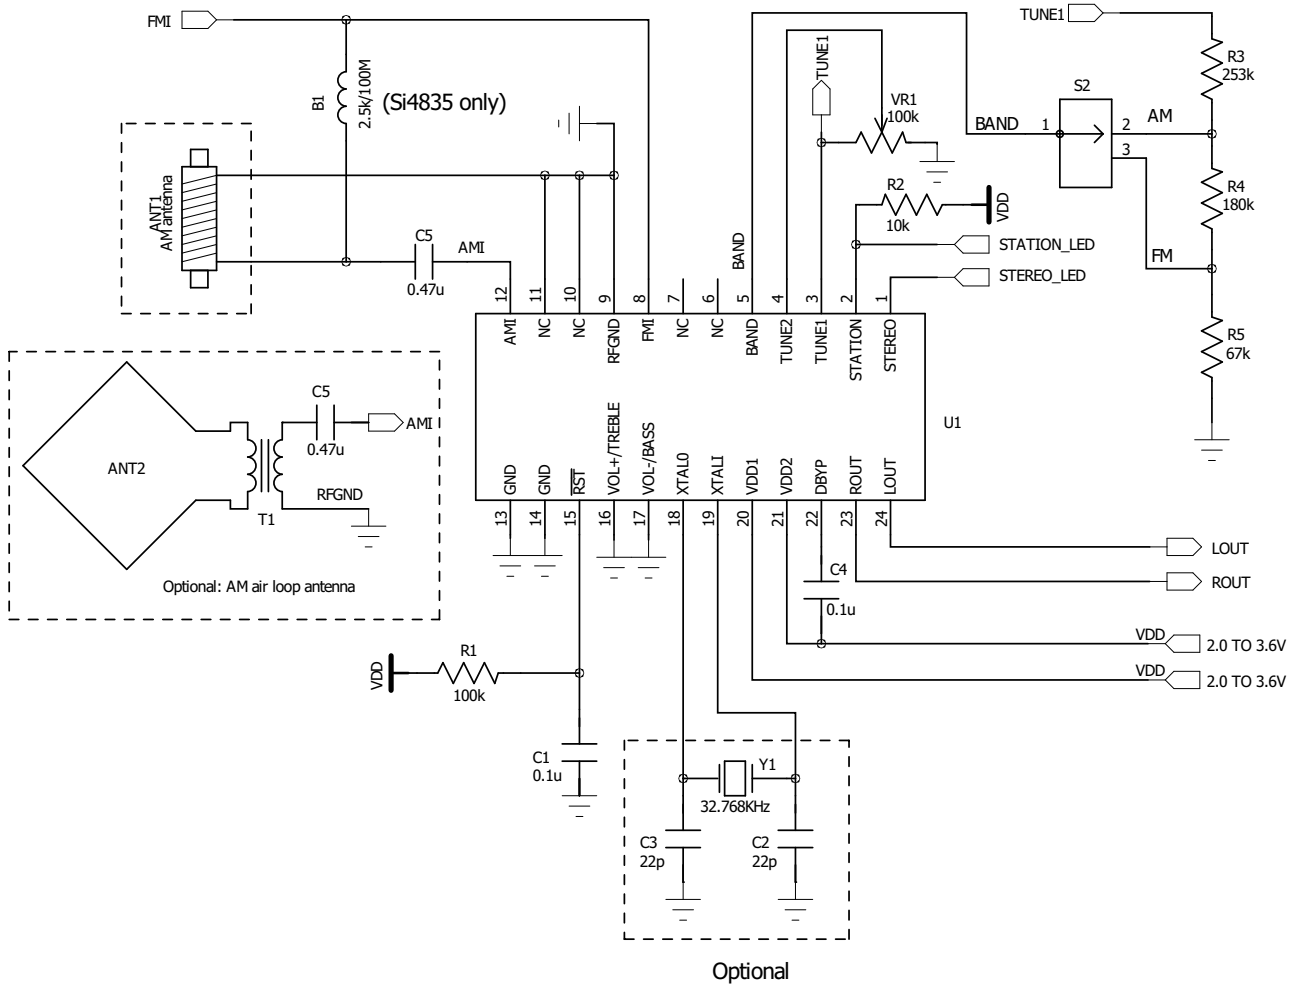 FMI
TUNE1
B1
2.5k/100M
(Si4835 only)
TUNE1
VR1
100k
R3
253k
S2
BAND
1
2
AM
3
R2
10k
VDD
R4
180k
ANT1
AM antenna
C5
0.47u
AMI
BAND
STATION_LED
STEREO_LED
FM
12
11
10
9
8
7
6
5
4
3
2
1
AMI
NC
NC
RFGND
FMI
NC
NC
BAND
TUNE2
TUNE1
STATION
STEREO
R5
67k
U1
ANT2
C5
0.47u
AMI
RFGND
T1
Optional: AM air loop antenna
GND
GND
RST
VOL+/TREBLE
VOL-/BASS
XTAL0
XTALI
VDD1
VDD2
DBYP
ROUT
LOUT
13
14
15
16
17
18
19
20
21
22
23
24
LOUT
ROUT
C4
0.1u
VDD
2.0 TO 3.6V
VDD
2.0 TO 3.6V
VDD
R1
100k
C1
0.1u
Y1
32.768KHz
C3
22p
C2
22p
Optional